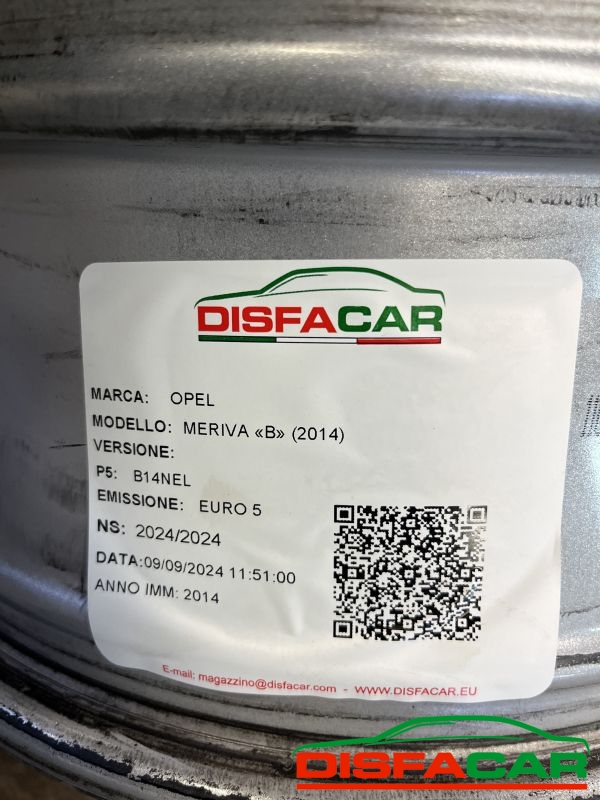 DISFACAR
MARCA: OPEL
MODELLO: MERIVA «B» (2014)
VERSIONE:
P5: B14NEL
EMISSIONE: EURO 5
NS: 2024/2024
DATA:09/09/2024 11:51:00
ANNO IMM: 2014
E-mail: magazzino@disfacar.com - WWW.DISFACAR.EU
DISFACAR